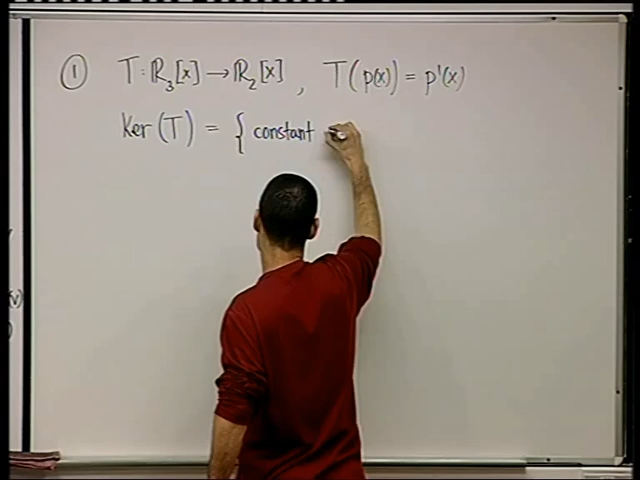 ① T: ℝ₃[x] → ℝ₂[x] , T(p(x)) = p'(x)
Ker(T) = { constant